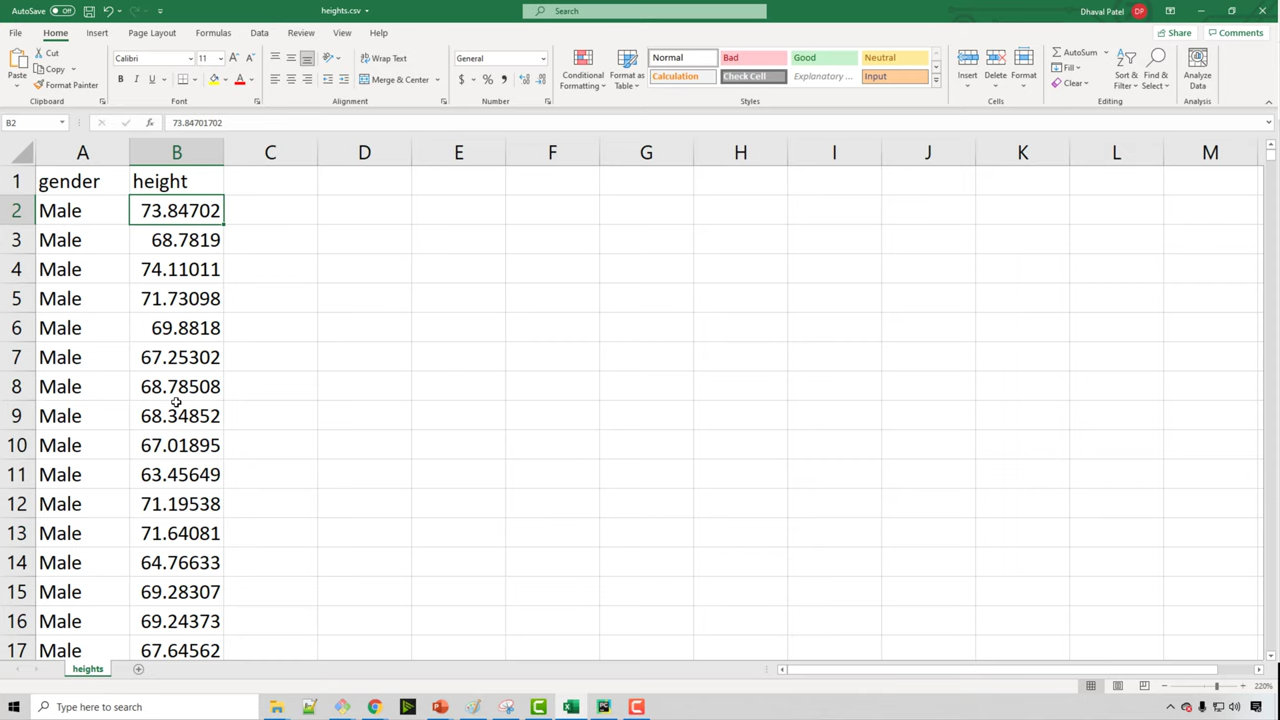 AutoSave Off heights.csv Search Dhaval Patel DP
File Home Insert Page Layout Formulas Data Review View Help Share Comments
Paste Cut Copy Format Painter Clipboard
Calibri 11 B I U A Font
Wrap Text Merge & Center Alignment
General $ % Number
Conditional Formatting Format as Table
Normal Bad Good Neutral
Calculation Check Cell Explanatory ... Input
Styles
Insert Delete Format Cells
AutoSum Fill Clear Sort & Filter Find & Select Editing
Analyze Data Analysis
B2 fx 73.84701702
A B C D E F G H I J K L M
1 gender height
2 Male 73.84702
3 Male 68.7819
4 Male 74.11011
5 Male 71.73098
6 Male 69.8818
7 Male 67.25302
8 Male 68.78508
9 Male 68.34852
10 Male 67.01895
11 Male 63.45649
12 Male 71.19538
13 Male 71.64081
14 Male 64.76633
15 Male 69.28307
16 Male 69.24373
17 Male 67.64562
heights
220%
Type here to search